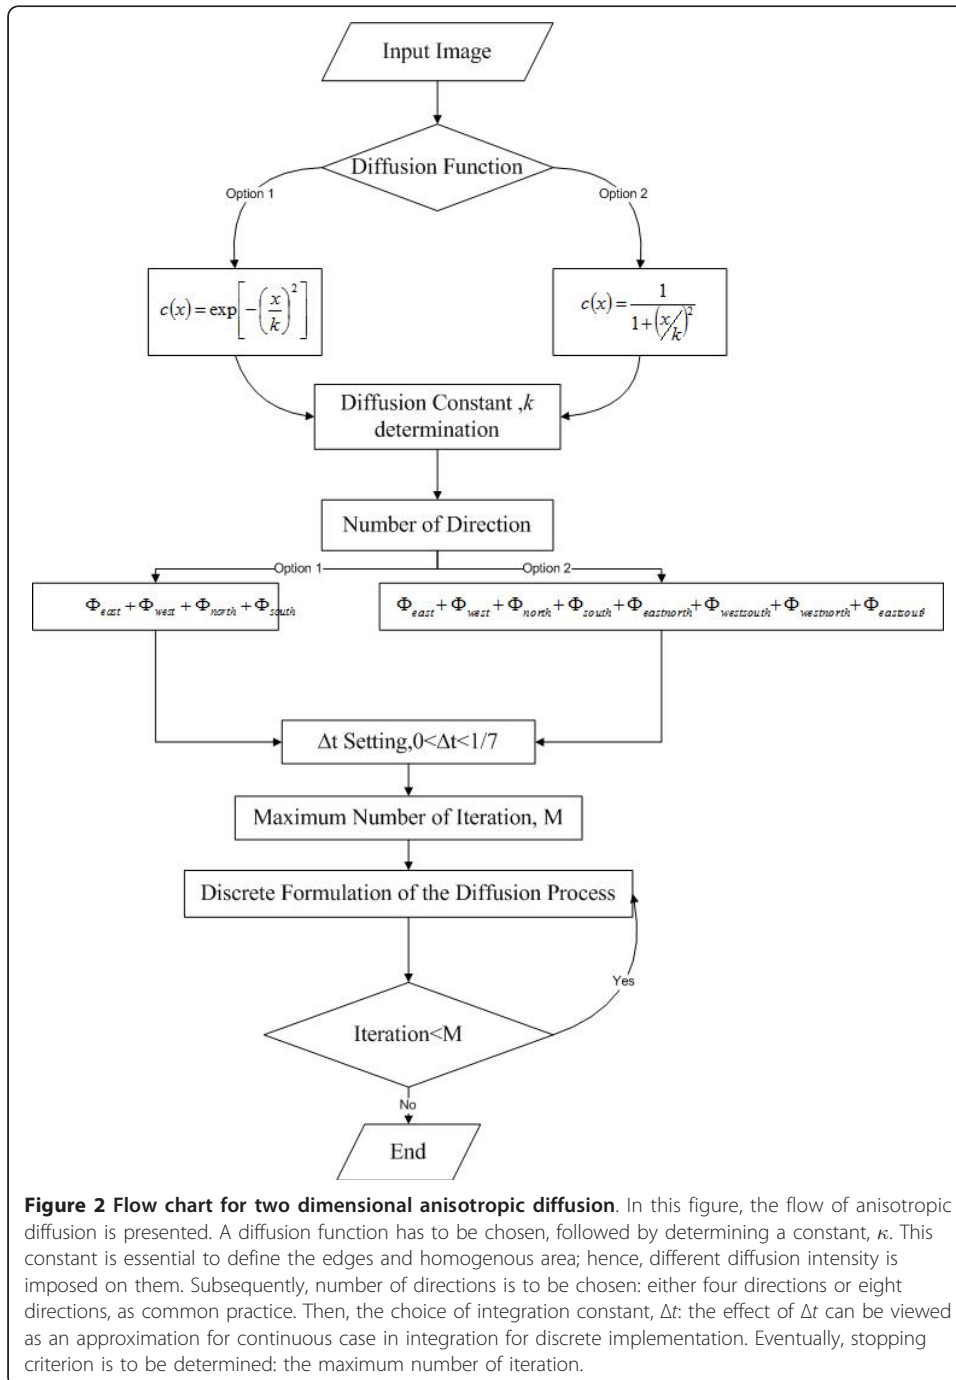 Input Image
Diffusion Function
Option 1
Option 2
c(x) = exp[-(x/k)^2]
c(x) = 1/(1+(x/k)^2)
Diffusion Constant ,k
determination
Number of Direction
Option 1
Option 2
Φeast + Φwest + Φnorth + Φsouth
Φeast + Φwest + Φnorth + Φsouth + Φeastnorth + Φwestsouth + Φwestnorth + Φeastsouth
Δt Setting,0<Δt<1/7
Maximum Number of Iteration, M
Discrete Formulation of the Diffusion Process
Yes
Iteration<M
No
End
Figure 2 Flow chart for two dimensional anisotropic diffusion. In this figure, the flow of anisotropic
diffusion is presented. A diffusion function has to be chosen, followed by determining a constant, κ. This
constant is essential to define the edges and homogenous area; hence, different diffusion intensity is
imposed on them. Subsequently, number of directions is to be chosen: either four directions or eight
directions, as common practice. Then, the choice of integration constant, Δt: the effect of Δt can be viewed
as an approximation for continuous case in integration for discrete implementation. Eventually, stopping
criterion is to be determined: the maximum number of iteration.